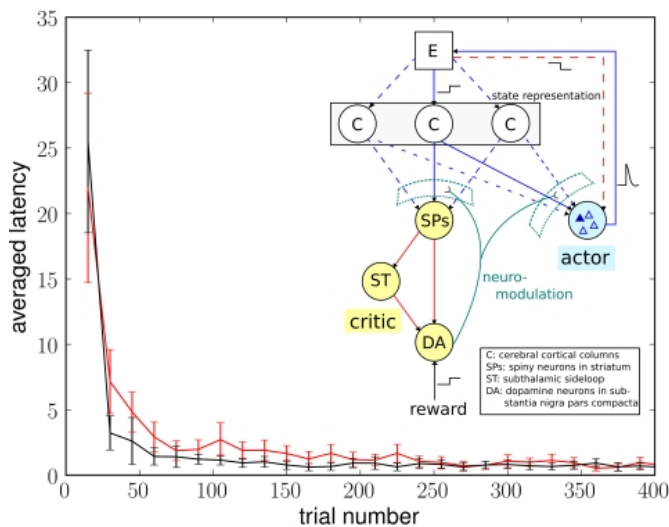 averaged latency
35
30
25
20
15
10
5
0
0 50 100 150 200 250 300 350 400
trial number
E
state representation
C C C
SPs
actor
ST
neuro-
modulation
critic
DA
reward
C: cerebral cortical columns
SPs: spiny neurons in striatum
ST: subthalamic sideloop
DA: dopamine neurons in sub-
stantia nigra pars compacta